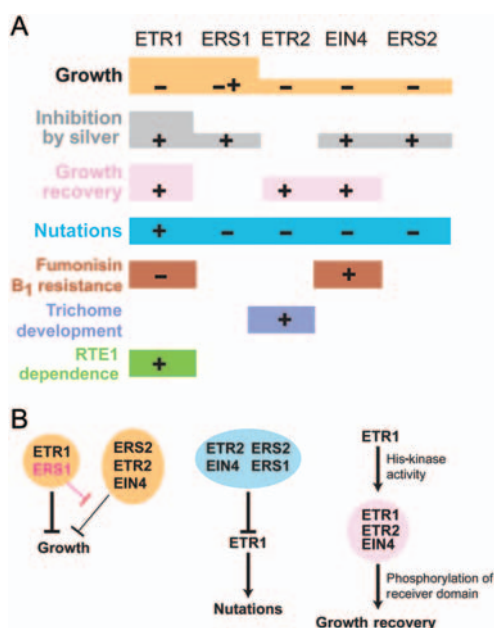 A
ETR1 ERS1 ETR2 EIN4 ERS2
Growth
− −+ − − −
Inhibition
by silver
+ + + +
Growth
recovery
+ + +
Nutations
+ − − − −
Fumonisin
B1 resistance
− +
Trichome
development
+
RTE1
dependence
+
B
ETR1
ERS1
Growth
ERS2
ETR2
EIN4
ETR2 ERS2
EIN4 ERS1
ETR1
Nutations
ETR1
His-kinase
activity
ETR1
ETR2
EIN4
Phosphorylation of
receiver domain
Growth recovery